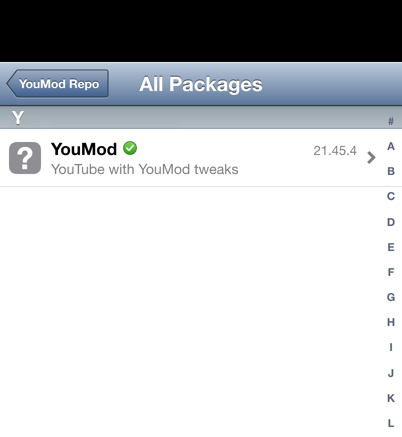 YouMod Repo
All Packages
Y
#
YouMod
21.45.4
YouTube with YouMod tweaks
?
A
B
C
D
E
F
G
H
I
J
K
L